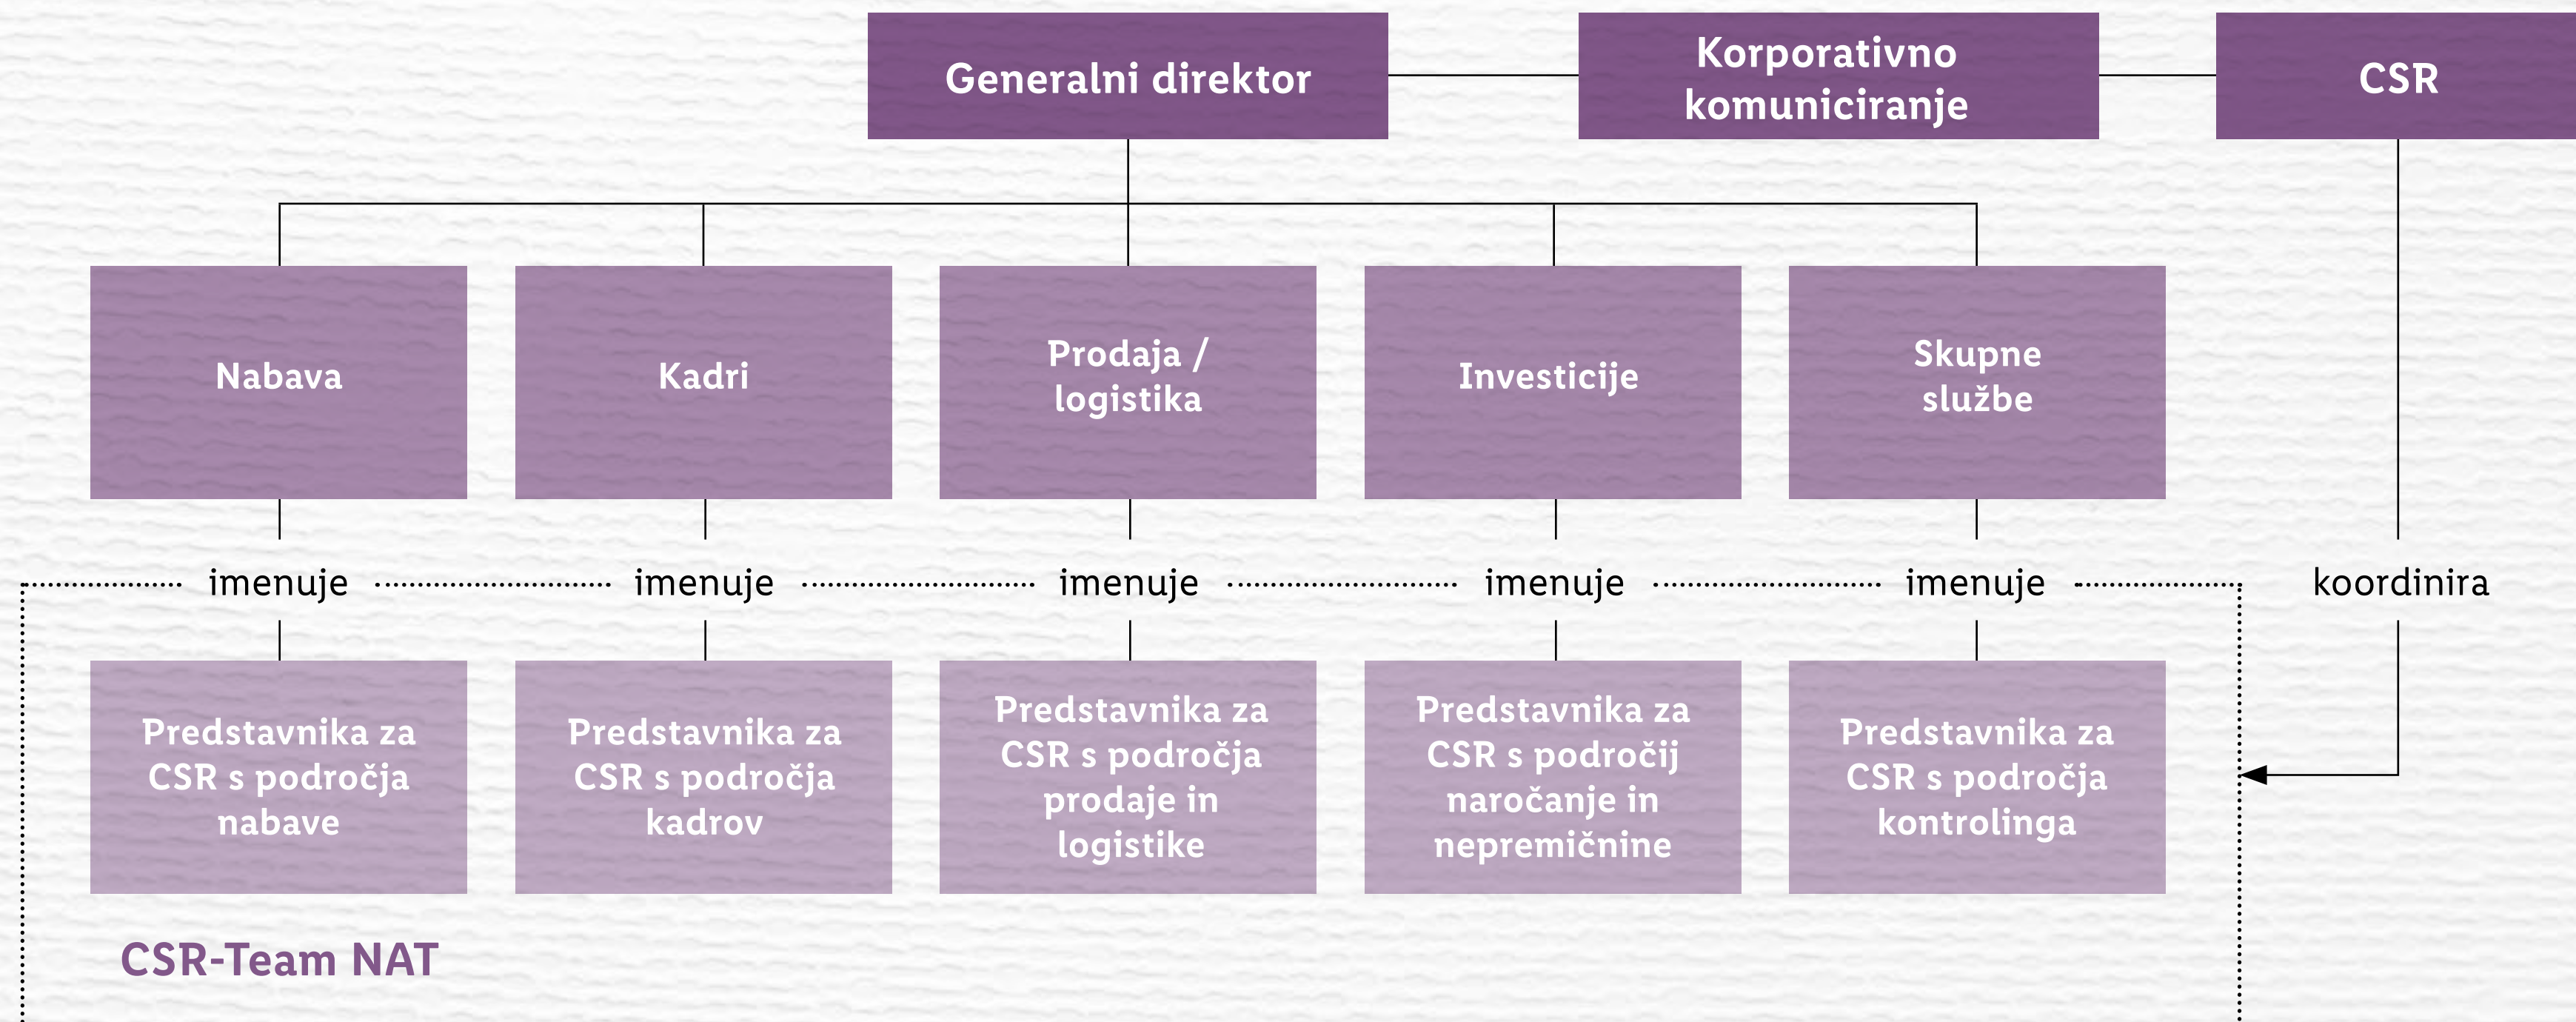 Generalni direktor
Korporativno
komuniciranje
CSR
Nabava
Kadri
Prodaja /
logistika
Investicije
Skupne
službe
imenuje
imenuje
imenuje
imenuje
imenuje
koordinira
Predstavnika za
CSR s področja
nabave
Predstavnika za
CSR s področja
kadrov
Predstavnika za
CSR s področja
prodaje in
logistike
Predstavnika za
CSR s področij
naročanje in
nepremičnine
Predstavnika za
CSR s področja
kontrolinga
CSR-Team NAT